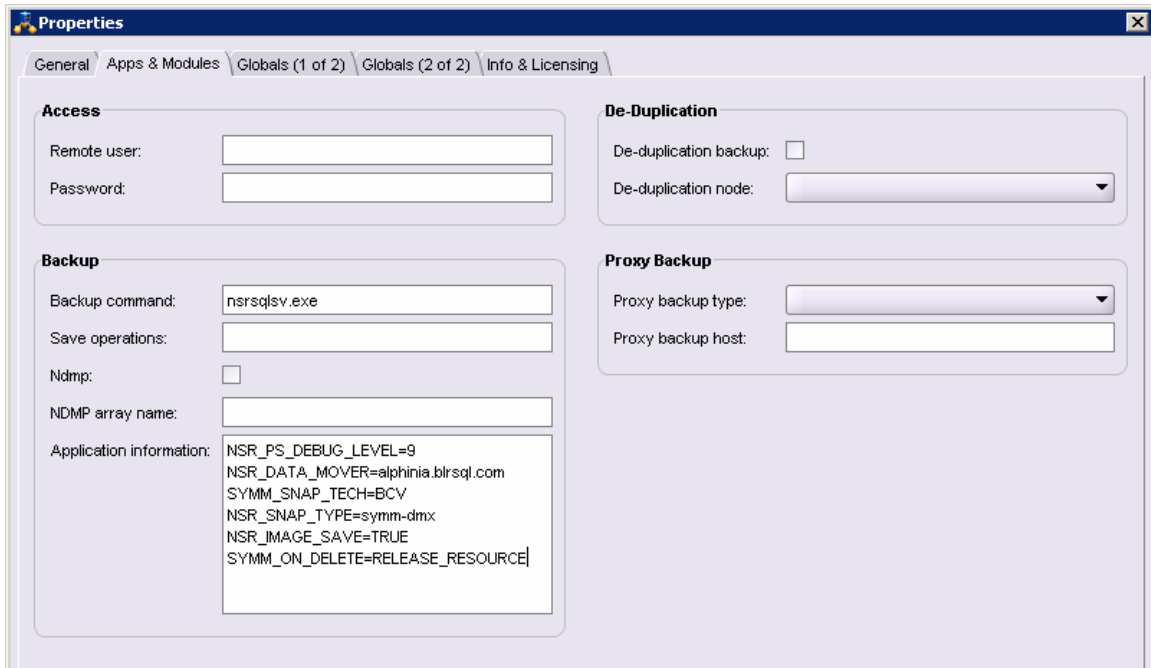 Properties
General
Apps & Modules
Globals (1 of 2)
Globals (2 of 2)
Info & Licensing
Access
Remote user:
Password:
De-Duplication
De-duplication backup:
De-duplication node:
Backup
Backup command: nsrsqlsv.exe
Save operations:
Ndmp:
NDMP array name:
Application information:
NSR_PS_DEBUG_LEVEL=9
NSR_DATA_MOVER=alphinia.blrsql.com
SYMM_SNAP_TECH=BCV
NSR_SNAP_TYPE=symm-dmx
NSR_IMAGE_SAVE=TRUE
SYMM_ON_DELETE=RELEASE_RESOURCE
Proxy Backup
Proxy backup type:
Proxy backup host: